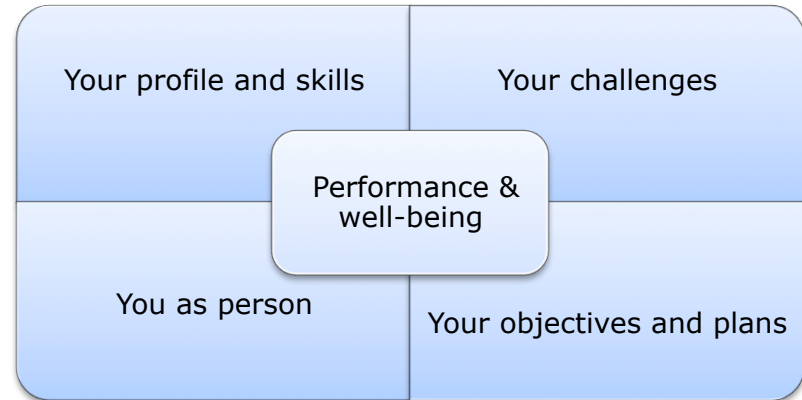 Your profile and skills
Your challenges
Performance &
well-being
You as person
Your objectives and plans